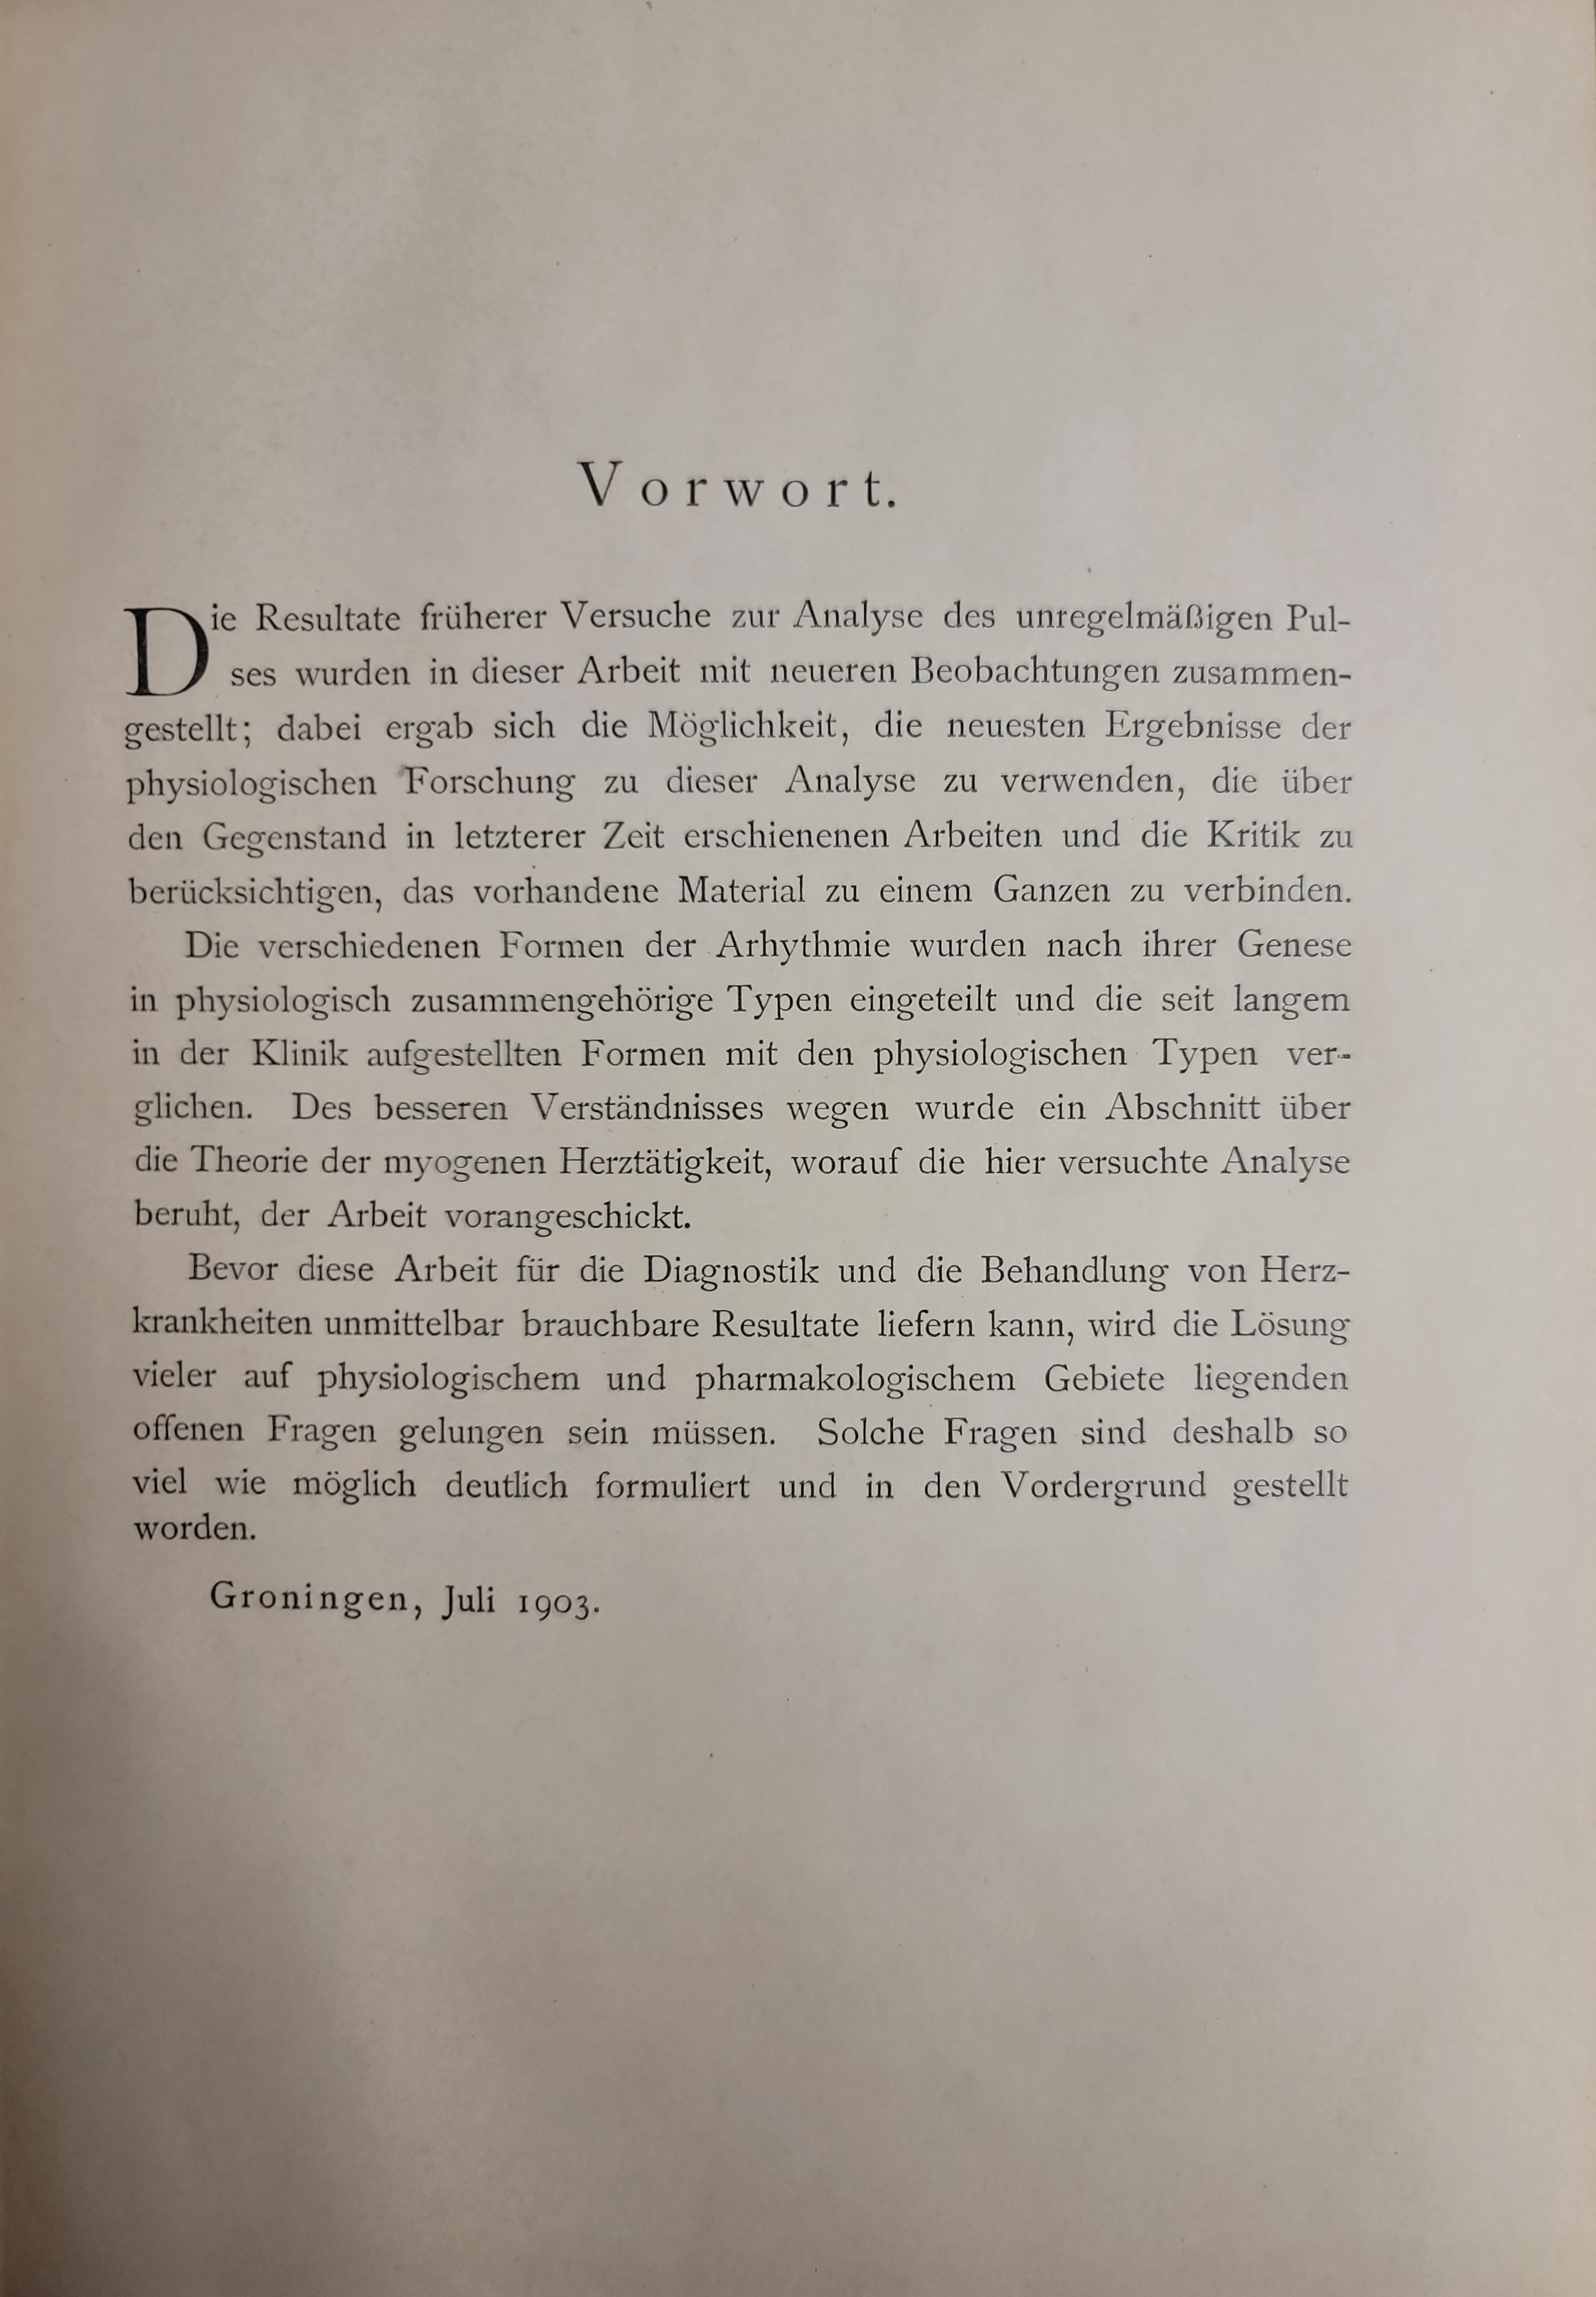 Vorwort.
Die Resultate früherer Versuche zur Analyse des unregelmäßigen Pul-
ses wurden in dieser Arbeit mit neueren Beobachtungen zusammen-
gestellt; dabei ergab sich die Möglichkeit, die neuesten Ergebnisse der
physiologischen Forschung zu dieser Analyse zu verwenden, die über
den Gegenstand in letzterer Zeit erschienenen Arbeiten und die Kritik zu
berücksichtigen, das vorhandene Material zu einem Ganzen zu verbinden.
Die verschiedenen Formen der Arhythmie wurden nach ihrer Genese
in physiologisch zusammengehörige Typen eingeteilt und die seit langem
in der Klinik aufgestellten Formen mit den physiologischen Typen ver-
glichen. Des besseren Verständnisses wegen wurde ein Abschnitt über
die Theorie der myogenen Herztätigkeit, worauf die hier versuchte Analyse
beruht, der Arbeit vorangeschickt.
Bevor diese Arbeit für die Diagnostik und die Behandlung von Herz-
krankheiten unmittelbar brauchbare Resultate liefern kann, wird die Lösung
vieler auf physiologischem und pharmakologischem Gebiete liegenden
offenen Fragen gelungen sein müssen. Solche Fragen sind deshalb so
viel wie möglich deutlich formuliert und in den Vordergrund gestellt
worden.
Groningen, Juli 1903.